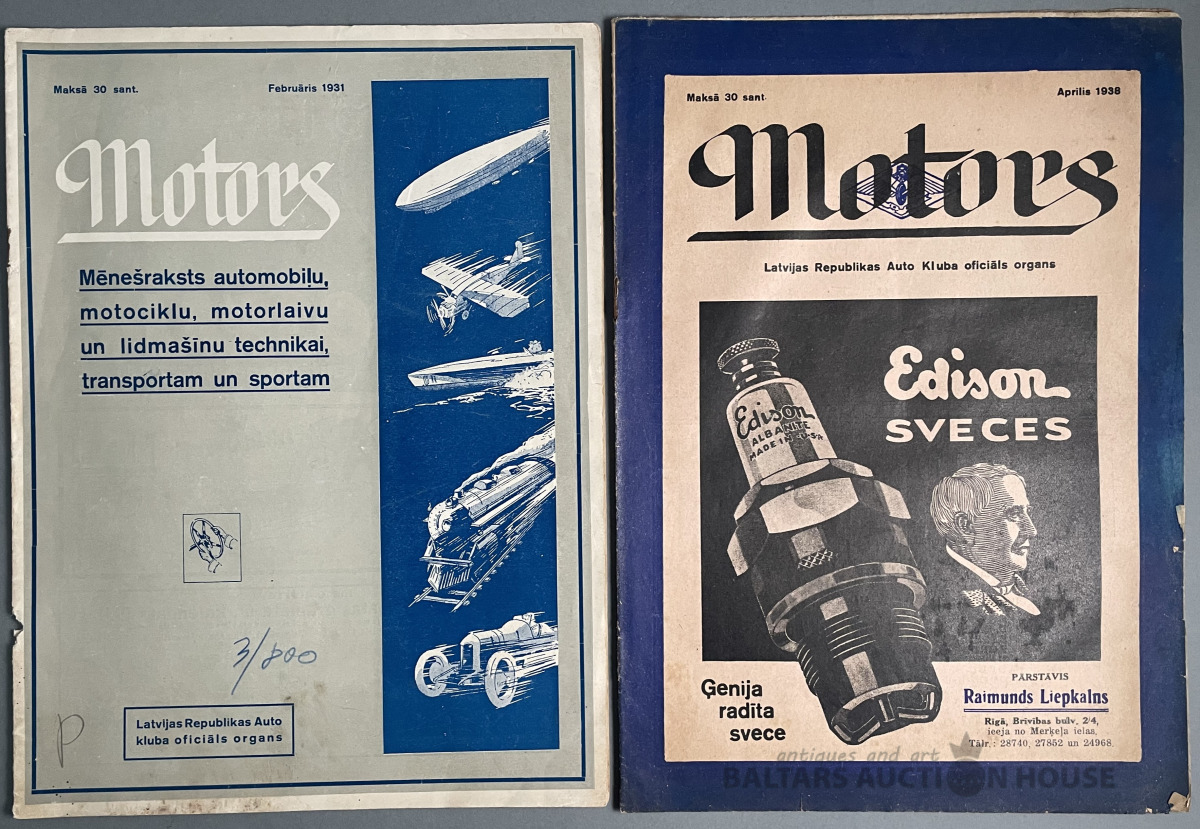 Maksā 30 sant.
Februāris 1931
Motors
Mēnešraksts automobiļu,
motociklu, motorlaivu
un lidmašinu technikai,
transportam un sportam
3/800
P
Latvijas Republikas Auto
kluba oficiāls organs
Maksā 30 sant.
Aprilis 1938
Motors
Latvijas Republikas Auto Kluba oficiāls organs
Edison
SVECES
Edison
ALBANITE
MADE IN U·S·A
Ģenija
radīta
svece
PĀRSTĀVIS
Raimunds Liepkalns
Rīgā, Brīvības bulv. 2/4,
ieeja no Merķeļa ielas,
Tālr.: 28740, 27852 un 24968.
antiques and art
BALTARS AUCTION HOUSE